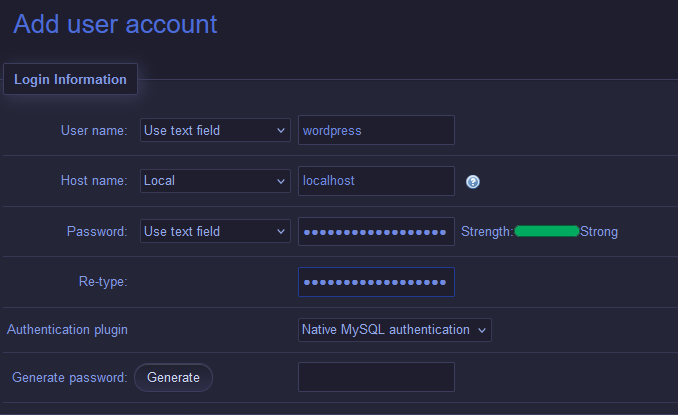 Add user account
Login Information
User name: Use text field wordpress
Host name: Local localhost
Password: Use text field •••••••••••••••••• Strength: Strong
Re-type: ••••••••••••••••••
Authentication plugin Native MySQL authentication
Generate password: Generate